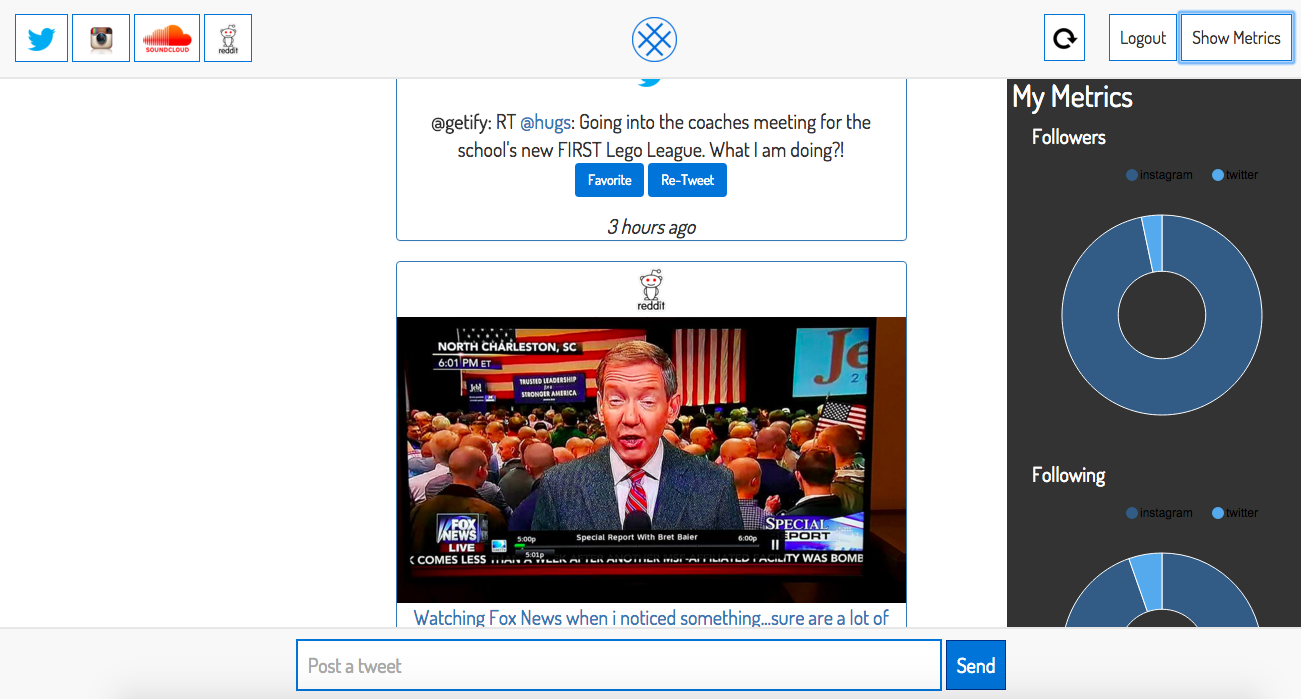 SOUNDCLOUD
reddit
Logout
Show Metrics
@getify: RT @hugs: Going into the coaches meeting for the
school's new FIRST Lego League. What I am doing?!
Favorite
Re-Tweet
3 hours ago
reddit
NORTH CHARLESTON, SC
6:01 PM ET
Jeb!
TRUSTED LEADERSHIP
for a
STRONGER AMERICA
Je
2
FOX
NEWS
LIVE
5:00p
Special Report With Bret Baier
6:00p
5:01p
SPECIAL
EPORT
K COMES LESS THAN A WEEK AFTER ANOTHER MSF-AFFILIATED FACILITY WAS BOMB
Watching Fox News when i noticed something...sure are a lot of
My Metrics
Followers
instagram
twitter
Following
instagram
twitter
Post a tweet
Send